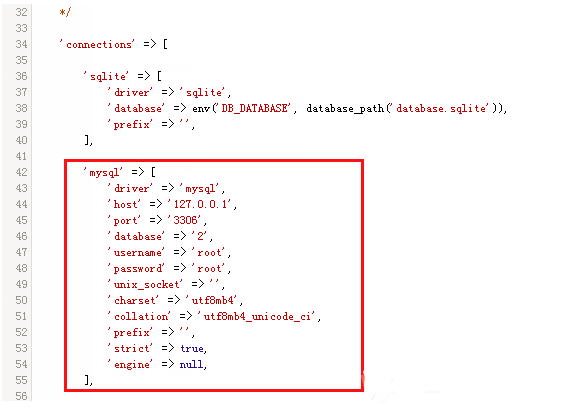 32 */
33
34 'connections' => [
35
36 'sqlite' => [
37 'driver' => 'sqlite',
38 'database' => env('DB_DATABASE', database_path('database.sqlite')),
39 'prefix' => '',
40 ],
41
42 'mysql' => [
43 'driver' => 'mysql',
44 'host' => '127.0.0.1',
45 'port' => '3306',
46 'database' => '2',
47 'username' => 'root',
48 'password' => 'root',
49 'unix_socket' => '',
50 'charset' => 'utf8mb4',
51 'collation' => 'utf8mb4_unicode_ci',
52 'prefix' => '',
53 'strict' => true,
54 'engine' => null,
55 ],
56